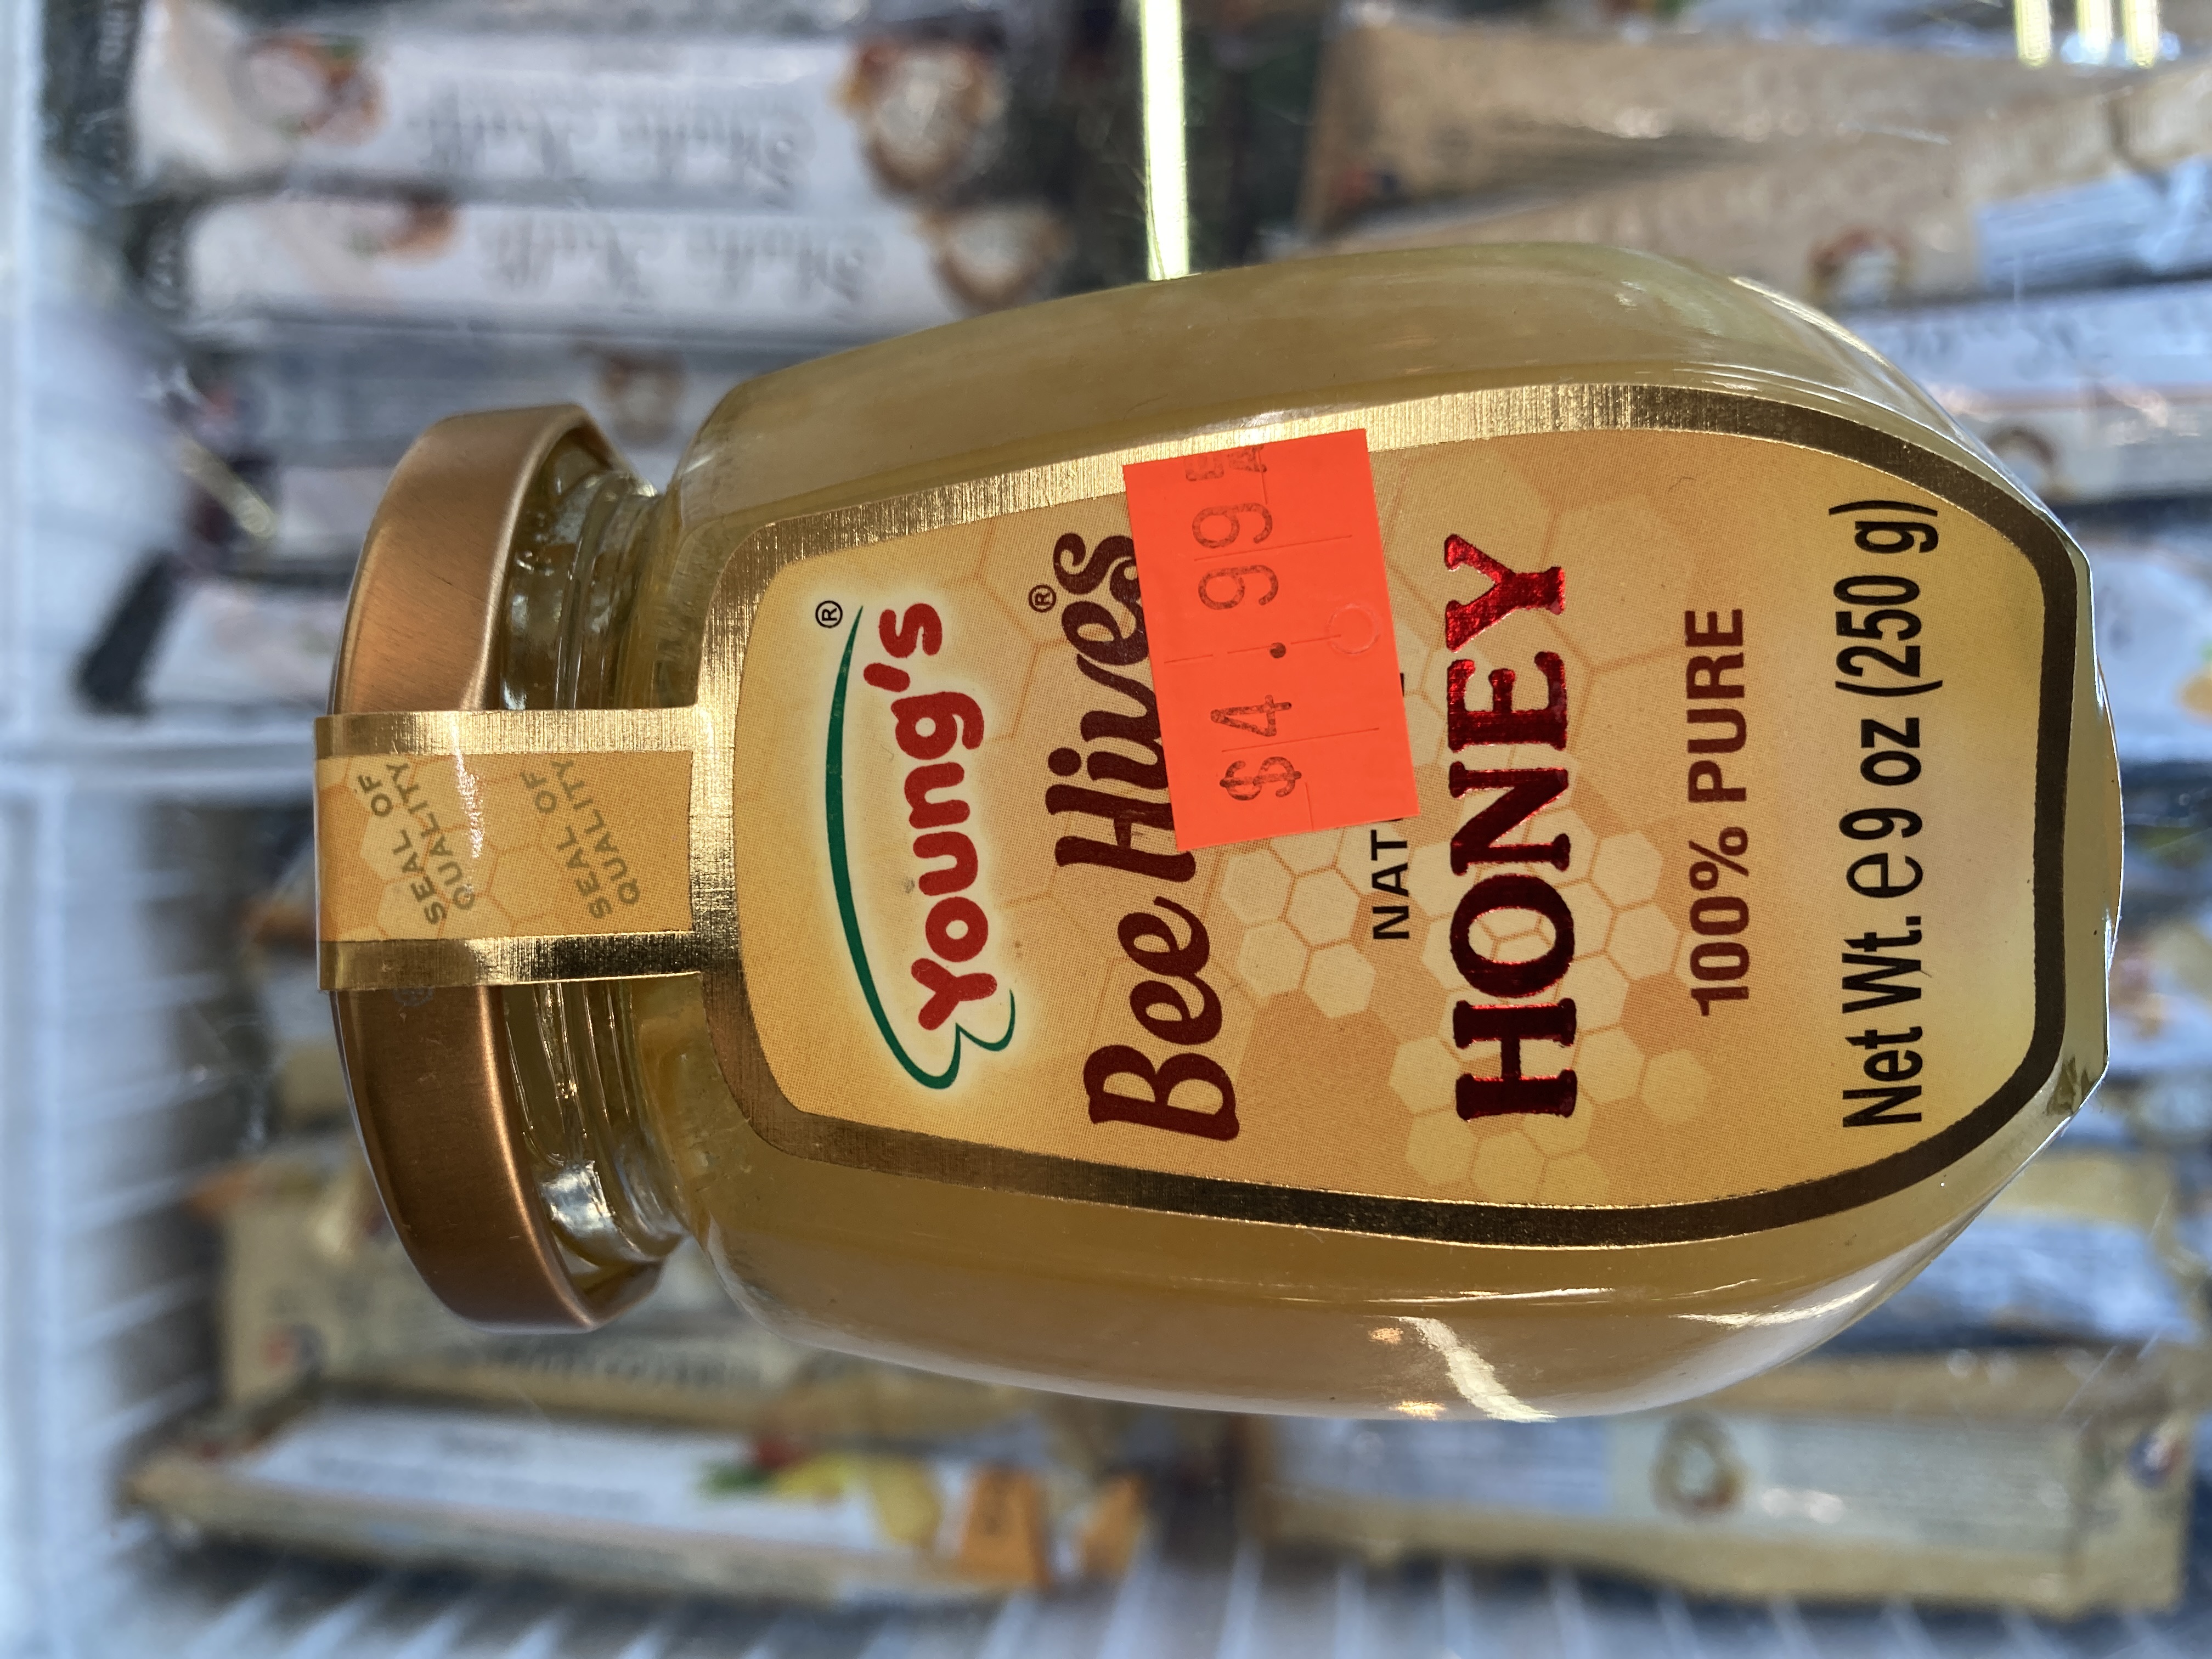 SEAL OF
QUALITY
SEAL OF
QUALITY
Young's®
Bee Hives®
$4.99
HONEY
100% PURE
Net Wt. e 9 oz (250 g)